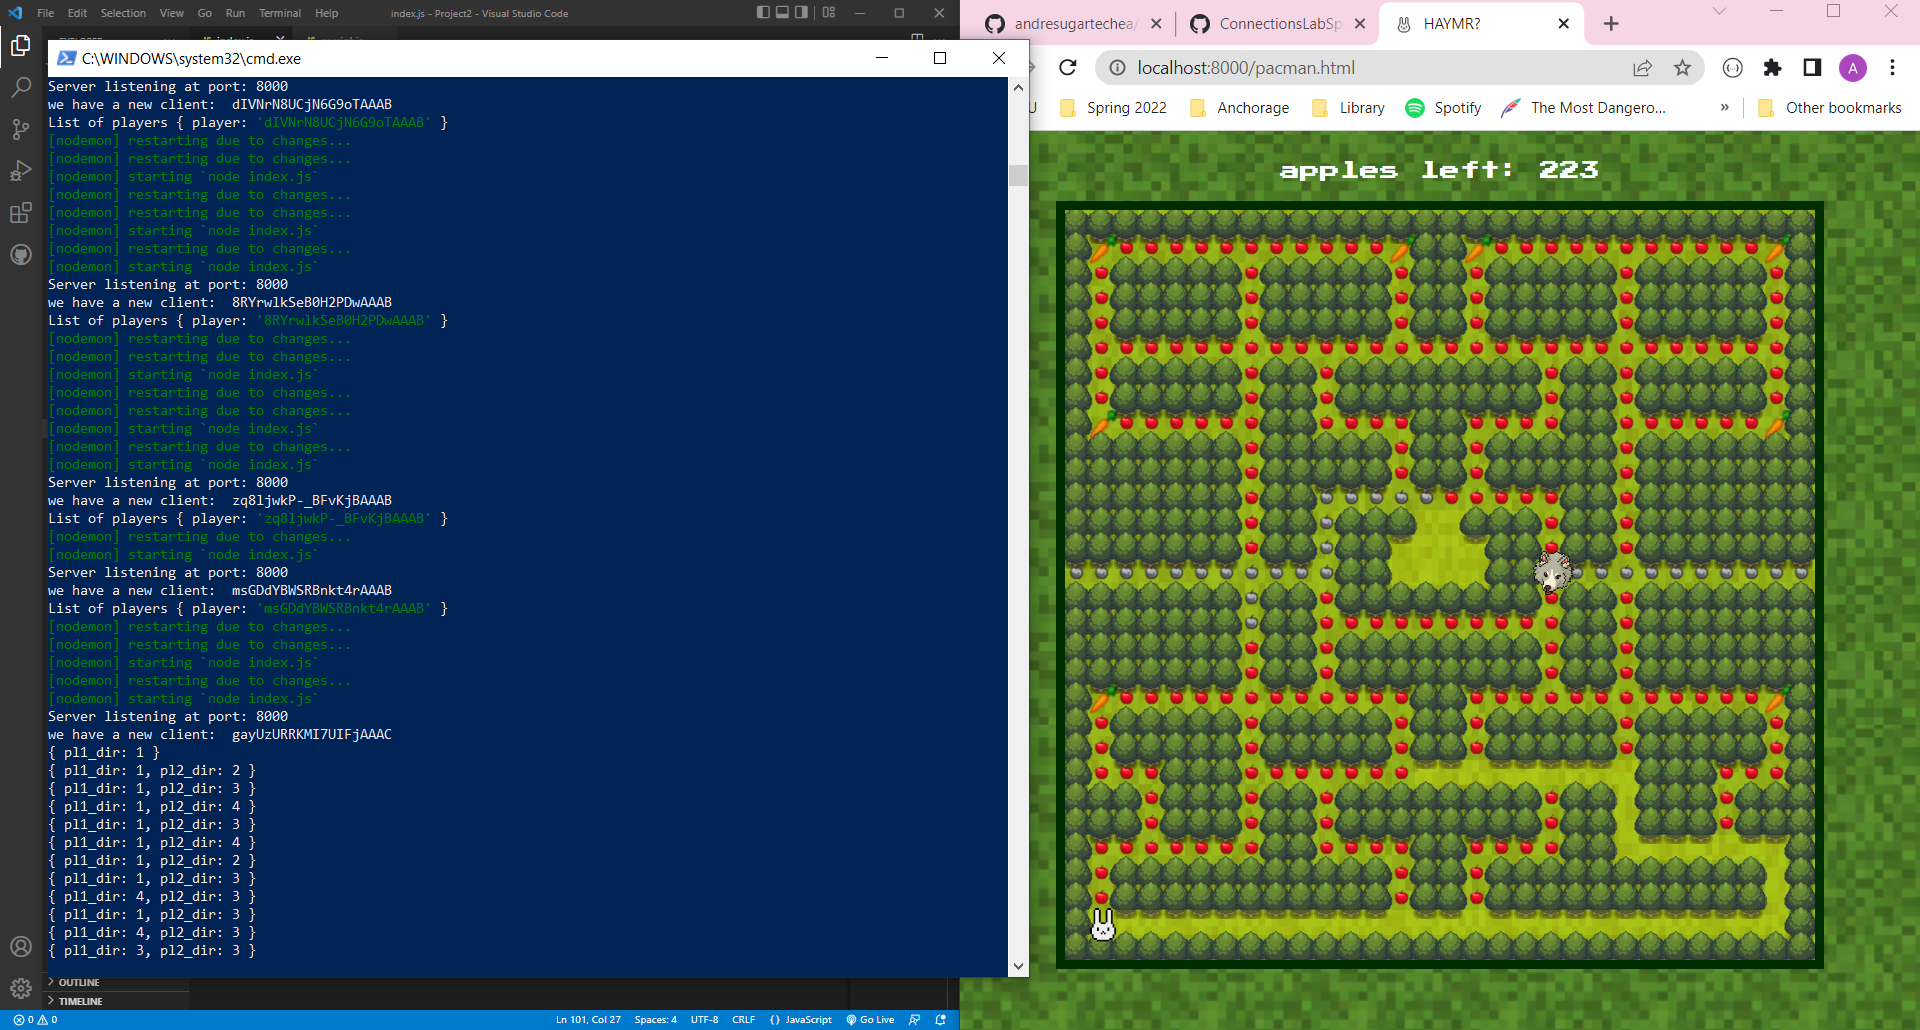 File Edit Selection View Go Run Terminal Help
index.js - Project2 - Visual Studio Code
C:\WINDOWS\system32\cmd.exe
Server listening at port: 8000
we have a new client:  dIVNrN8UCjN6G9oTAAAB
List of players { player: 'dIVNrN8UCjN6G9oTAAAB' }
[nodemon] restarting due to changes...
[nodemon] restarting due to changes...
[nodemon] starting `node index.js`
[nodemon] restarting due to changes...
[nodemon] restarting due to changes...
[nodemon] starting `node index.js`
[nodemon] restarting due to changes...
[nodemon] starting `node index.js`
Server listening at port: 8000
we have a new client:  8RYrwlkSeB0H2PDwAAAB
List of players { player: '8RYrwlkSeB0H2PDwAAAB' }
[nodemon] restarting due to changes...
[nodemon] restarting due to changes...
[nodemon] starting `node index.js`
[nodemon] restarting due to changes...
[nodemon] restarting due to changes...
[nodemon] starting `node index.js`
[nodemon] restarting due to changes...
[nodemon] starting `node index.js`
Server listening at port: 8000
we have a new client:  zq8ljwkP-_BFvKjBAAAB
List of players { player: 'zq8ljwkP-_BFvKjBAAAB' }
[nodemon] restarting due to changes...
[nodemon] starting `node index.js`
Server listening at port: 8000
we have a new client:  msGDdYBWSRBnkt4rAAAB
List of players { player: 'msGDdYBWSRBnkt4rAAAB' }
[nodemon] restarting due to changes...
[nodemon] restarting due to changes...
[nodemon] starting `node index.js`
[nodemon] restarting due to changes...
[nodemon] starting `node index.js`
Server listening at port: 8000
we have a new client:  gayUzURRKMI7UIFjAAAC
{ pl1_dir: 1 }
{ pl1_dir: 1, pl2_dir: 2 }
{ pl1_dir: 1, pl2_dir: 3 }
{ pl1_dir: 1, pl2_dir: 4 }
{ pl1_dir: 1, pl2_dir: 3 }
{ pl1_dir: 1, pl2_dir: 4 }
{ pl1_dir: 1, pl2_dir: 2 }
{ pl1_dir: 1, pl2_dir: 3 }
{ pl1_dir: 4, pl2_dir: 3 }
{ pl1_dir: 1, pl2_dir: 3 }
{ pl1_dir: 4, pl2_dir: 3 }
{ pl1_dir: 3, pl2_dir: 3 }
OUTLINE
TIMELINE
0 0
Ln 101, Col 27 Spaces: 4 UTF-8 CRLF {} JavaScript Go Live
andresugartechea/ ConnectionsLabSp HAYMR?
localhost:8000/pacman.html
A
U Spring 2022 Anchorage Library Spotify The Most Dangero... » Other bookmarks
apples left: 223